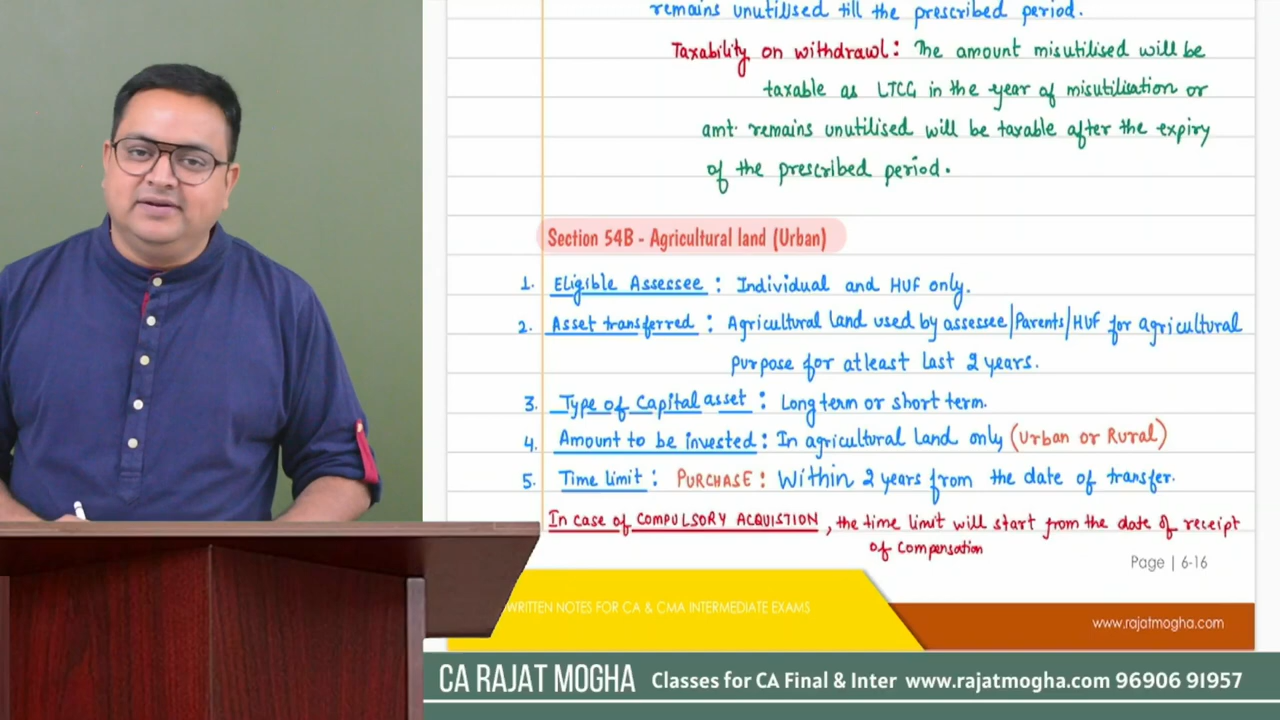 remains unutilised till the prescribed period.
Taxability on withdrawl: The amount misutilised will be
taxable as LTCG in the year of misutilisation or
amt. remains unutilised will be taxable after the expiry
of the prescribed period.
Section 54B - Agricultural land (Urban)
1. Eligible Assessee: Individual and HUF only.
2. Asset transferred: Agricultural land used by assessee/Parents/HUF for agricultural
purpose for atleast last 2 years.
3. Type of Capital asset: Long term or short term.
4. Amount to be invested: In agricultural land only (Urban or Rural)
5. Time limit: PURCHASE: Within 2 years from the date of transfer.
In case of COMPULSORY ACQUISTION, the time limit will start from the date of receipt
of compensation
Page | 6-16
WRITTEN NOTES FOR CA & CMA INTERMEDIATE EXAMS
www.rajatmogha.com
CA RAJAT MOGHA Classes for CA Final & Inter www.rajatmogha.com 96906 91957